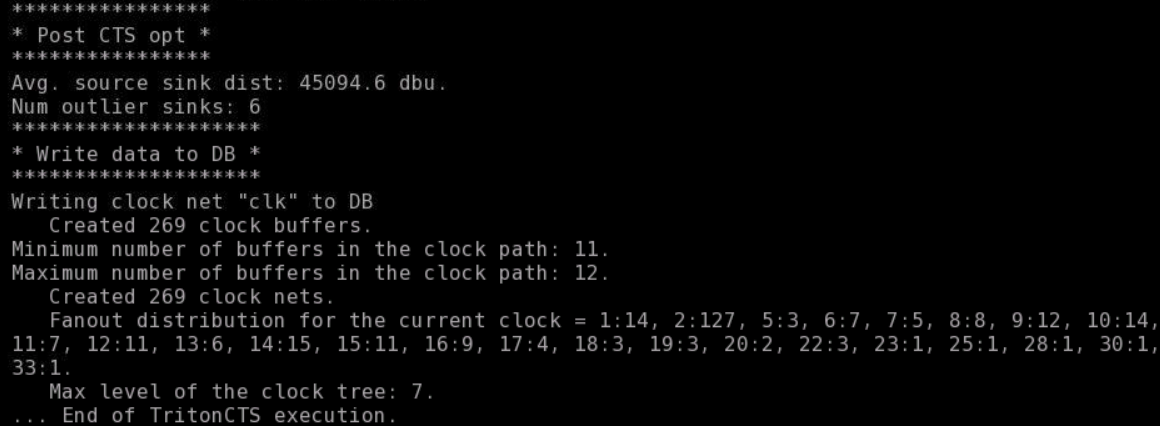 ****************
* Post CTS opt *
****************
Avg. source sink dist: 45094.6 dbu.
Num outlier sinks: 6
********************
* Write data to DB *
********************
Writing clock net "clk" to DB
   Created 269 clock buffers.
Minimum number of buffers in the clock path: 11.
Maximum number of buffers in the clock path: 12.
   Created 269 clock nets.
   Fanout distribution for the current clock = 1:14, 2:127, 5:3, 6:7, 7:5, 8:8, 9:12, 10:14,
11:7, 12:11, 13:6, 14:15, 15:11, 16:9, 17:4, 18:3, 19:3, 20:2, 22:3, 23:1, 25:1, 28:1, 30:1,
33:1.
   Max level of the clock tree: 7.
... End of TritonCTS execution.